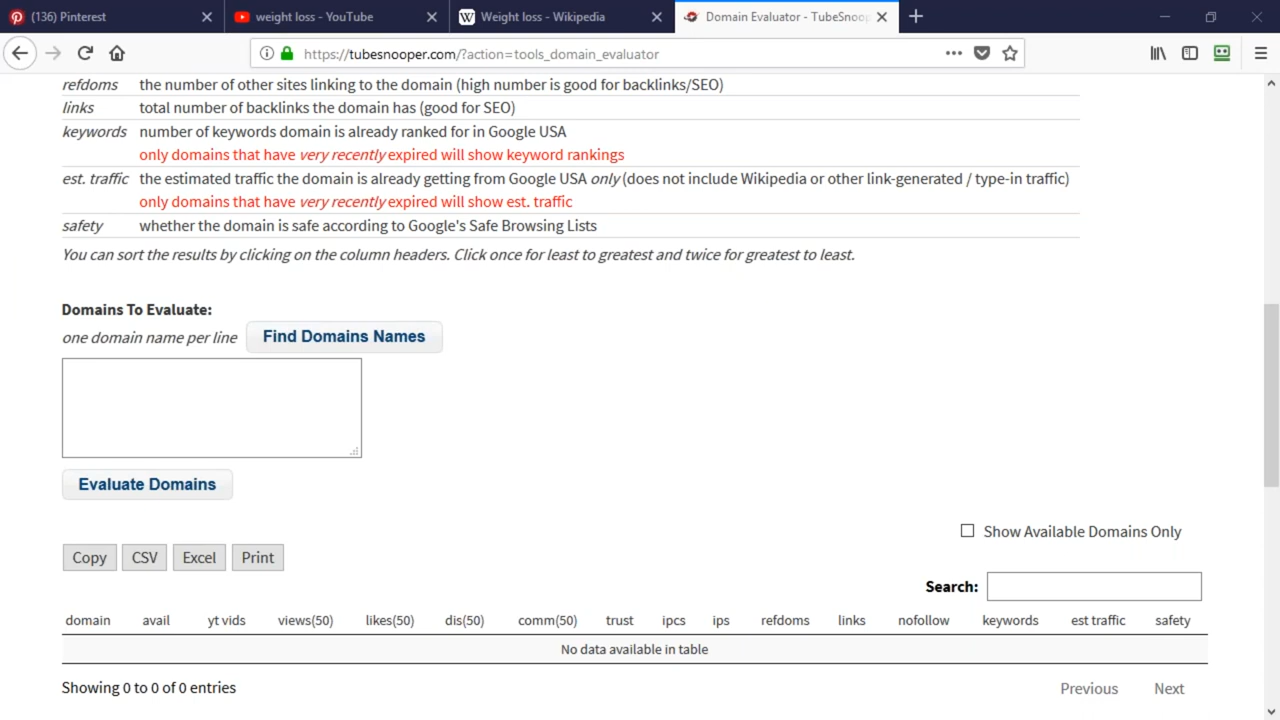 (136) Pinterest
weight loss - YouTube
Weight loss - Wikipedia
Domain Evaluator - TubeSnoop
https://tubesnooper.com/?action=tools_domain_evaluator
refdoms the number of other sites linking to the domain (high number is good for backlinks/SEO)
links total number of backlinks the domain has (good for SEO)
keywords number of keywords domain is already ranked for in Google USA
only domains that have very recently expired will show keyword rankings
est. traffic the estimated traffic the domain is already getting from Google USA only (does not include Wikipedia or other link-generated / type-in traffic)
only domains that have very recently expired will show est. traffic
safety whether the domain is safe according to Google's Safe Browsing Lists
You can sort the results by clicking on the column headers. Click once for least to greatest and twice for greatest to least.
Domains To Evaluate:
one domain name per line Find Domains Names
Evaluate Domains
Show Available Domains Only
Copy CSV Excel Print
Search:
domain avail yt vids views(50) likes(50) dis(50) comm(50) trust ipcs ips refdoms links nofollow keywords est traffic safety
No data available in table
Showing 0 to 0 of 0 entries Previous Next